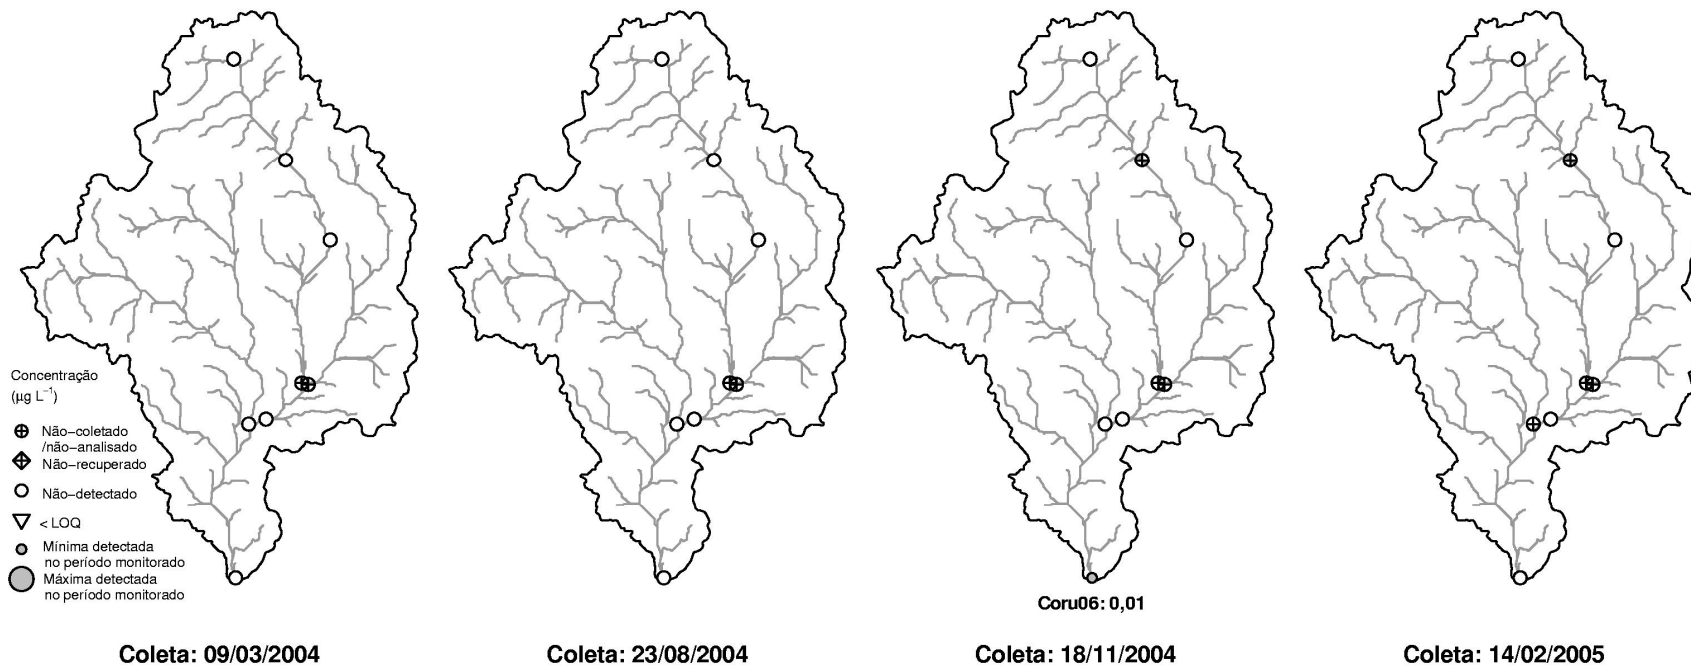 Concentração
(µg L⁻¹)
Não−coletado
/não−analisado
Não−recuperado
Não−detectado
< LOQ
Mínima detectada
no período monitorado
Máxima detectada
no período monitorado
Coru06: 0,01
Coleta: 09/03/2004
Coleta: 23/08/2004
Coleta: 18/11/2004
Coleta: 14/02/2005